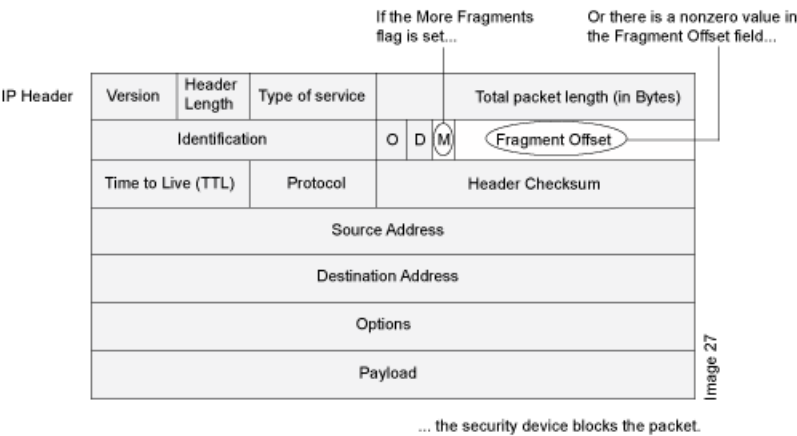 If the More Fragments
flag is set...
Or there is a nonzero value in
the Fragment Offset field...
IP Header
Version
Header
Length
Type of service
Total packet length (in Bytes)
Identification
O
D
M
Fragment Offset
Time to Live (TTL)
Protocol
Header Checksum
Source Address
Destination Address
Options
Payload
Image 27
... the security device blocks the packet.